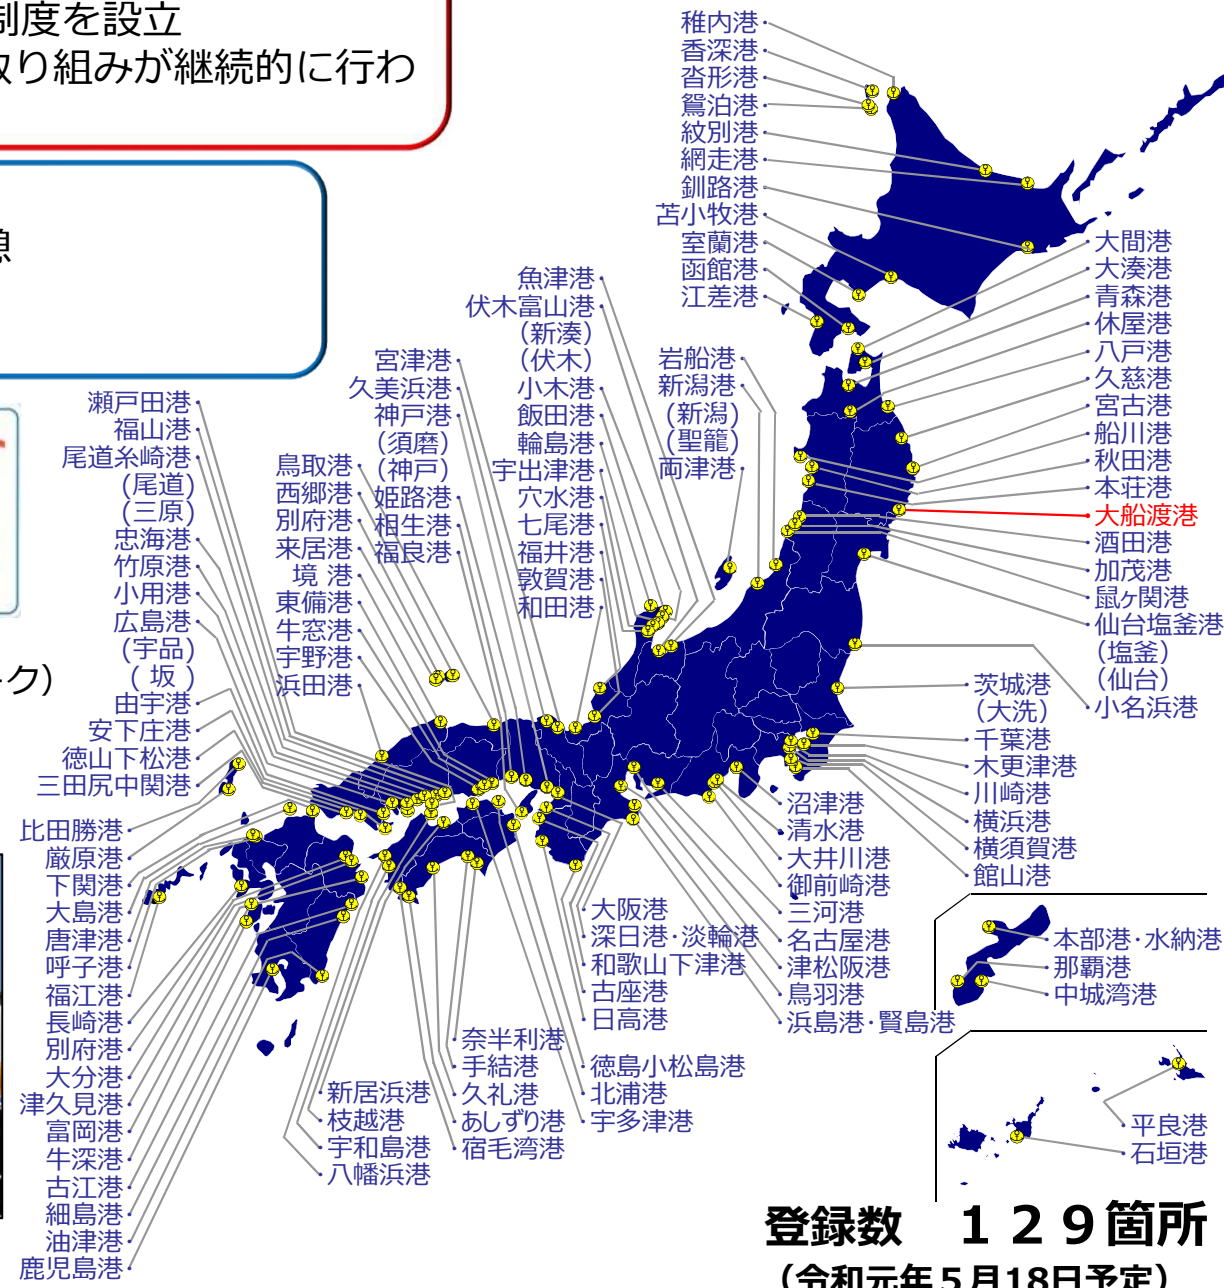 制度を設立
取り組みが継続的に行わ
憩
ーク）
稚内港
香深港
沓形港
鴛泊港
紋別港
網走港
釧路港
苫小牧港
室蘭港
函館港
江差港
大間港
大湊港
青森港
休屋港
八戸港
久慈港
宮古港
船川港
秋田港
本荘港
大船渡港
酒田港
加茂港
鼠ヶ関港
仙台塩釜港
(塩釜)
(仙台)
小名浜港
岩船港
新潟港
(新潟)
(聖籠)
両津港
魚津港
伏木富山港
(新湊)
(伏木)
小木港
飯田港
輪島港
宇出津港
穴水港
七尾港
福井港
敦賀港
和田港
宮津港
久美浜港
神戸港
(須磨)
(神戸)
姫路港
相生港
福良港
鳥取港
西郷港
別府港
来居港
境 港
東備港
牛窓港
宇野港
浜田港
瀬戸田港
福山港
尾道糸崎港
(尾道)
(三原)
忠海港
竹原港
小用港
広島港
(宇品)
( 坂 )
由宇港
安下庄港
徳山下松港
三田尻中関港
比田勝港
厳原港
下関港
大島港
唐津港
呼子港
福江港
長崎港
別府港
大分港
津久見港
富岡港
牛深港
古江港
細島港
油津港
鹿児島港
新居浜港
枝越港
宇和島港
八幡浜港
奈半利港
手結港
久礼港
あしずり港
宿毛湾港
徳島小松島港
北浦港
宇多津港
大阪港
深日港・淡輪港
和歌山下津港
古座港
日高港
茨城港
(大洗)
千葉港
木更津港
川崎港
横浜港
横須賀港
館山港
沼津港
清水港
大井川港
御前崎港
三河港
名古屋港
津松阪港
鳥羽港
浜島港・賢島港
本部港・水納港
那覇港
中城湾港
平良港
石垣港
登録数 １２９箇所
（令和元年５月18日予定）